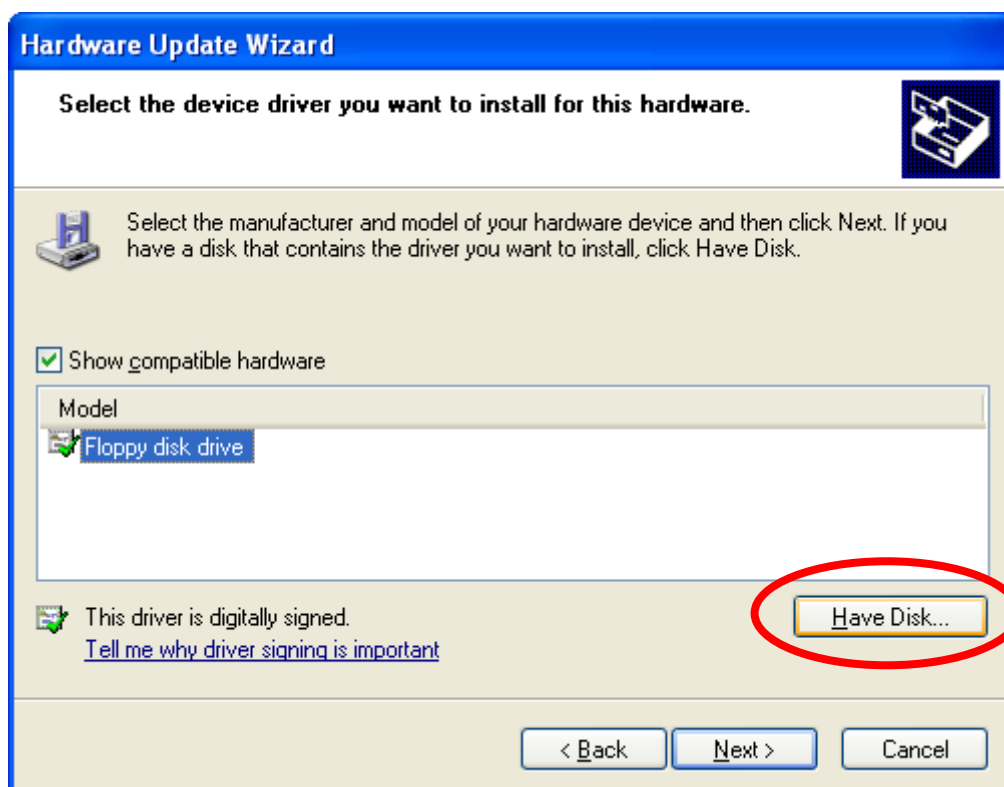 Hardware Update Wizard
Select the device driver you want to install for this hardware.
Select the manufacturer and model of your hardware device and then click Next. If you
have a disk that contains the driver you want to install, click Have Disk.
Show compatible hardware
Model
Floppy disk drive
This driver is digitally signed.
Have Disk...
Tell me why driver signing is important
< Back
Next >
Cancel